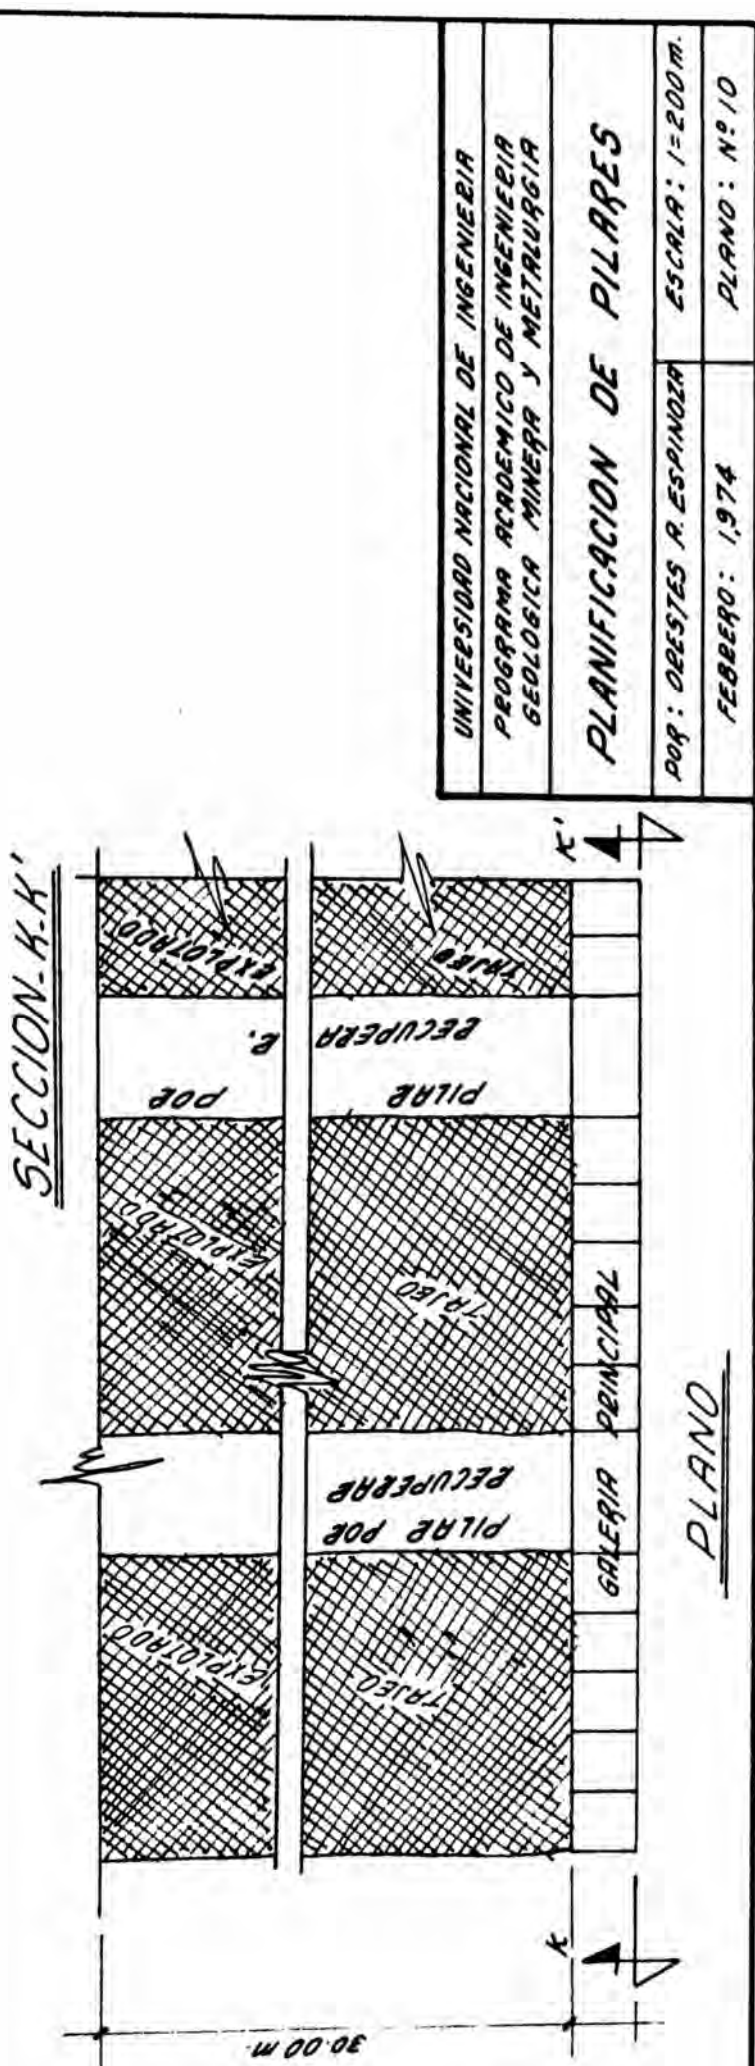 SECCION-K.K'
EXPLOTADO
EXPLOTADO
EXPLOTADO
TAJEO
TAJEO
TAJEO
PILAR POR
RECUPERAR
PILAR POR
RECUPERA R.
GALERIA PRINCIPAL
30.00 m
K
K'
PLANO
UNIVERSIDAD NACIONAL DE INGENIERIA
PROGRAMA ACADEMICO DE INGENIERIA
GEOLOGICA MINERA Y METALURGIA
PLANIFICACION DE PILARES
POR: ORESTES A. ESPINOZA
ESCALA: 1=200m.
FEBRERO: 1,974
PLANO: Nº 10